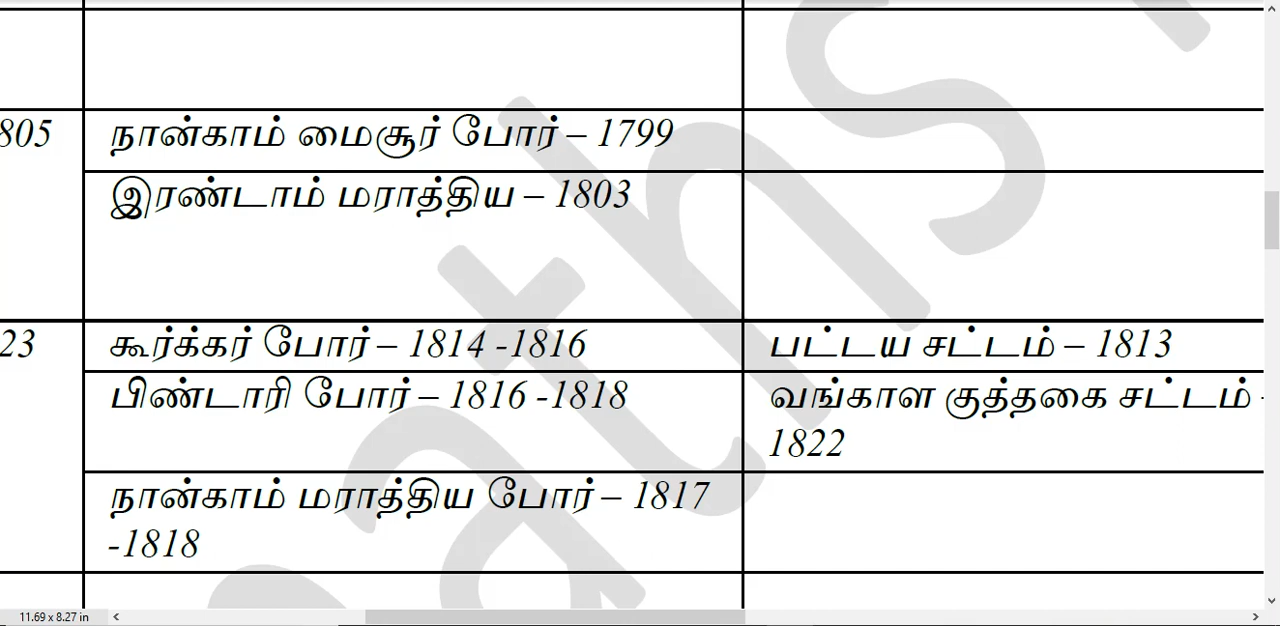 805 நான்காம் மைசூர் போர் – 1799
இரண்டாம் மராத்திய – 1803
23 கூர்க்கர் போர் – 1814 -1816 பட்டய சட்டம் – 1813
பிண்டாரி போர் – 1816 -1818 வங்காள குத்தகை சட்டம் -
1822
நான்காம் மராத்திய போர் – 1817
-1818
11.69 x 8.27 in